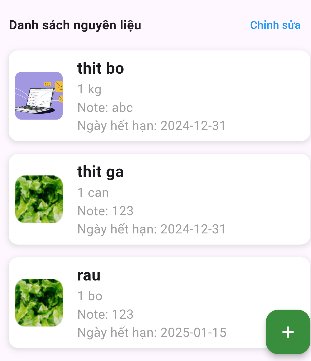 Danh sách nguyên liệu
Chỉnh sửa
thit bo
1 kg
Note: abc
Ngày hết hạn: 2024-12-31
thit ga
1 can
Note: 123
Ngày hết hạn: 2024-12-31
rau
1 bo
Note: 123
Ngày hết hạn: 2025-01-15
+